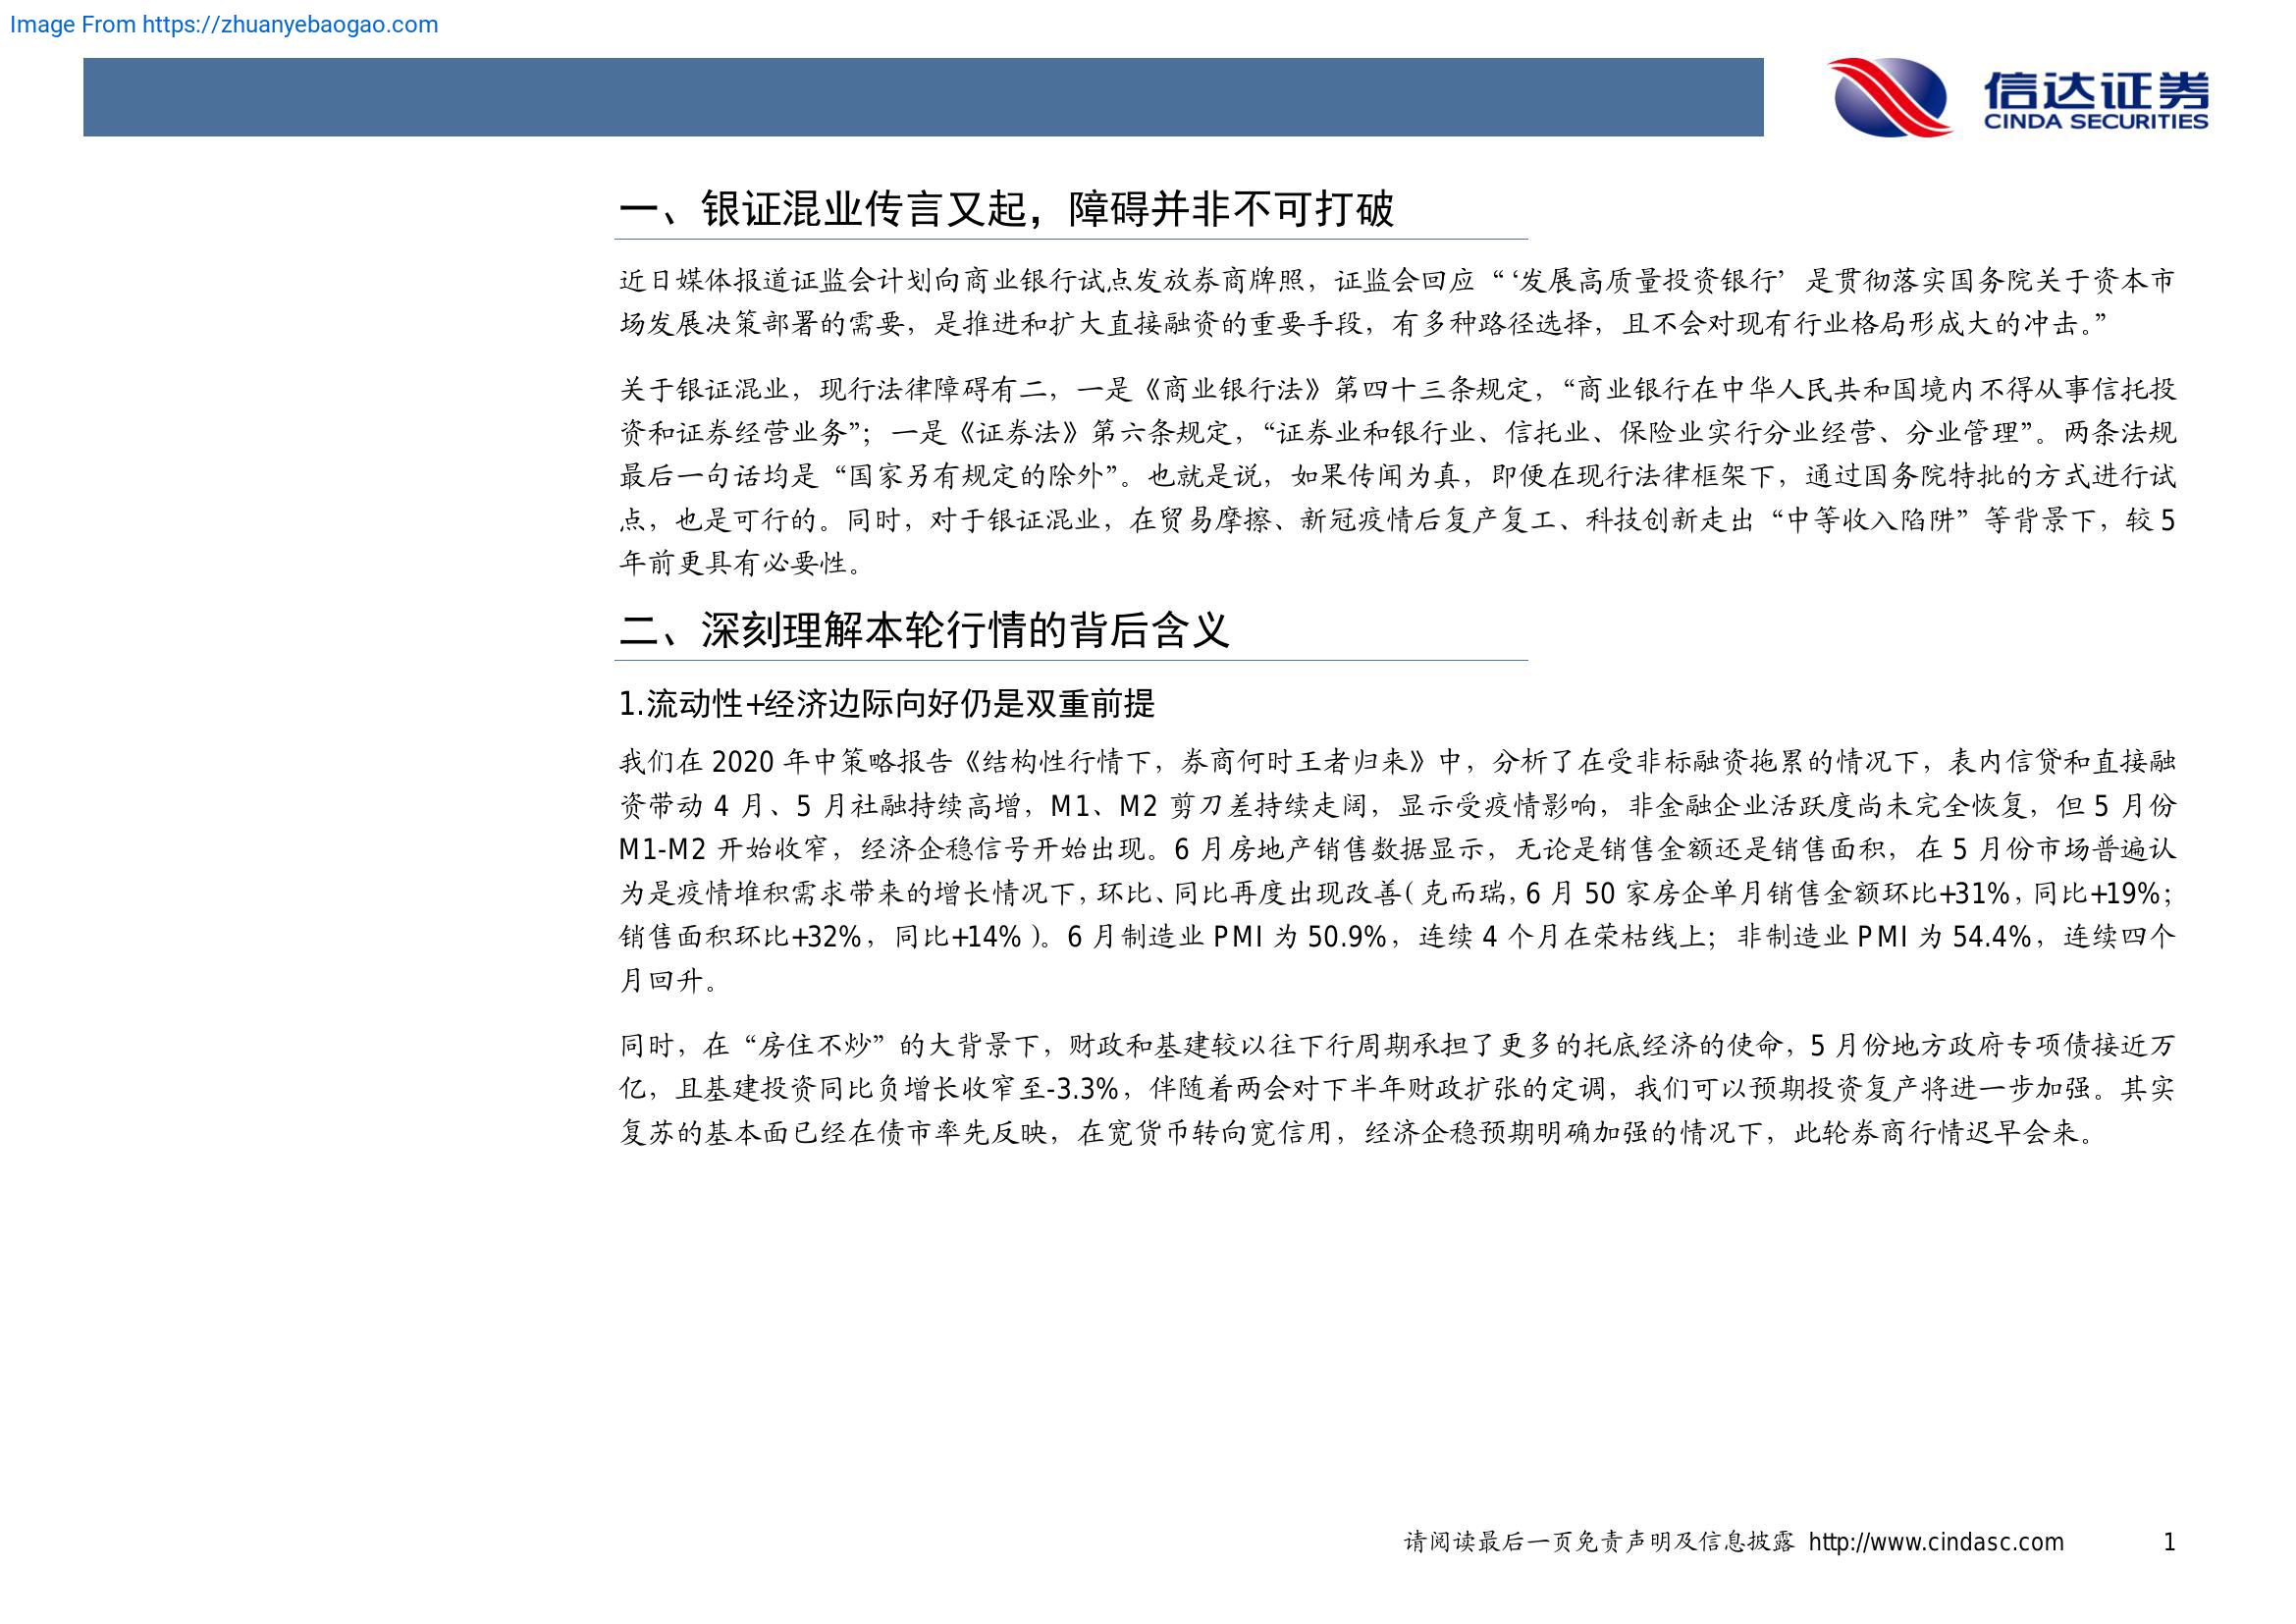 Image From https://zhuanyebaogao.com
信达证券
CINDA SECURITIES
一、银证混业传言又起，障碍并非不可打破
近日媒体报道证监会计划向商业银行试点发放券商牌照，证监会回应“‘发展高质量投资银行’是贯彻落实国务院关于资本市
场发展决策部署的需要，是推进和扩大直接融资的重要手段，有多种路径选择，且不会对现有行业格局形成大的冲击。”
关于银证混业，现行法律障碍有二，一是《商业银行法》第四十三条规定，“商业银行在中华人民共和国境内不得从事信托投
资和证券经营业务”；一是《证券法》第六条规定，“证券业和银行业、信托业、保险业实行分业经营、分业管理”。两条法规
最后一句话均是“国家另有规定的除外”。也就是说，如果传闻为真，即便在现行法律框架下，通过国务院特批的方式进行试
点，也是可行的。同时，对于银证混业，在贸易摩擦、新冠疫情后复产复工、科技创新走出“中等收入陷阱”等背景下，较 5
年前更具有必要性。
二、深刻理解本轮行情的背后含义
1.流动性+经济边际向好仍是双重前提
我们在 2020 年中策略报告《结构性行情下，券商何时王者归来》中，分析了在受非标融资拖累的情况下，表内信贷和直接融
资带动 4 月、5 月社融持续高增，M1、M2 剪刀差持续走阔，显示受疫情影响，非金融企业活跃度尚未完全恢复，但 5 月份
M1-M2 开始收窄，经济企稳信号开始出现。6 月房地产销售数据显示，无论是销售金额还是销售面积，在 5 月份市场普遍认
为是疫情堆积需求带来的增长情况下，环比、同比再度出现改善（克而瑞，6 月 50 家房企单月销售金额环比+31%，同比+19%；
销售面积环比+32%，同比+14%）。6 月制造业 PMI 为 50.9%，连续 4 个月在荣枯线上；非制造业 PMI 为 54.4%，连续四个
月回升。
同时，在“房住不炒”的大背景下，财政和基建较以往下行周期承担了更多的托底经济的使命，5 月份地方政府专项债接近万
亿，且基建投资同比负增长收窄至-3.3%，伴随着两会对下半年财政扩张的定调，我们可以预期投资复产将进一步加强。其实
复苏的基本面已经在债市率先反映，在宽货币转向宽信用，经济企稳预期明确加强的情况下，此轮券商行情迟早会来。
请阅读最后一页免责声明及信息披露 http://www.cindasc.com 1